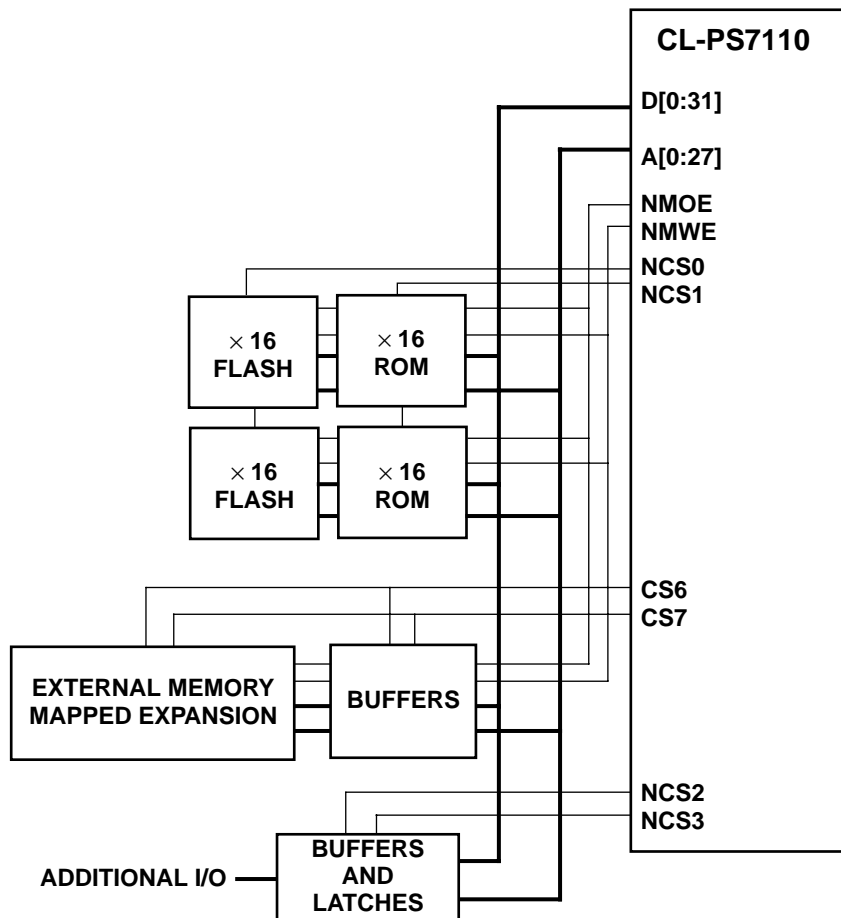 CL-PS7110
D[0:31]
A[0:27]
NMOE
NMWE
NCS0
NCS1
× 16
FLASH
× 16
ROM
× 16
FLASH
× 16
ROM
CS6
CS7
EXTERNAL MEMORY
MAPPED EXPANSION
BUFFERS
NCS2
NCS3
BUFFERS
AND
LATCHES
ADDITIONAL I/O